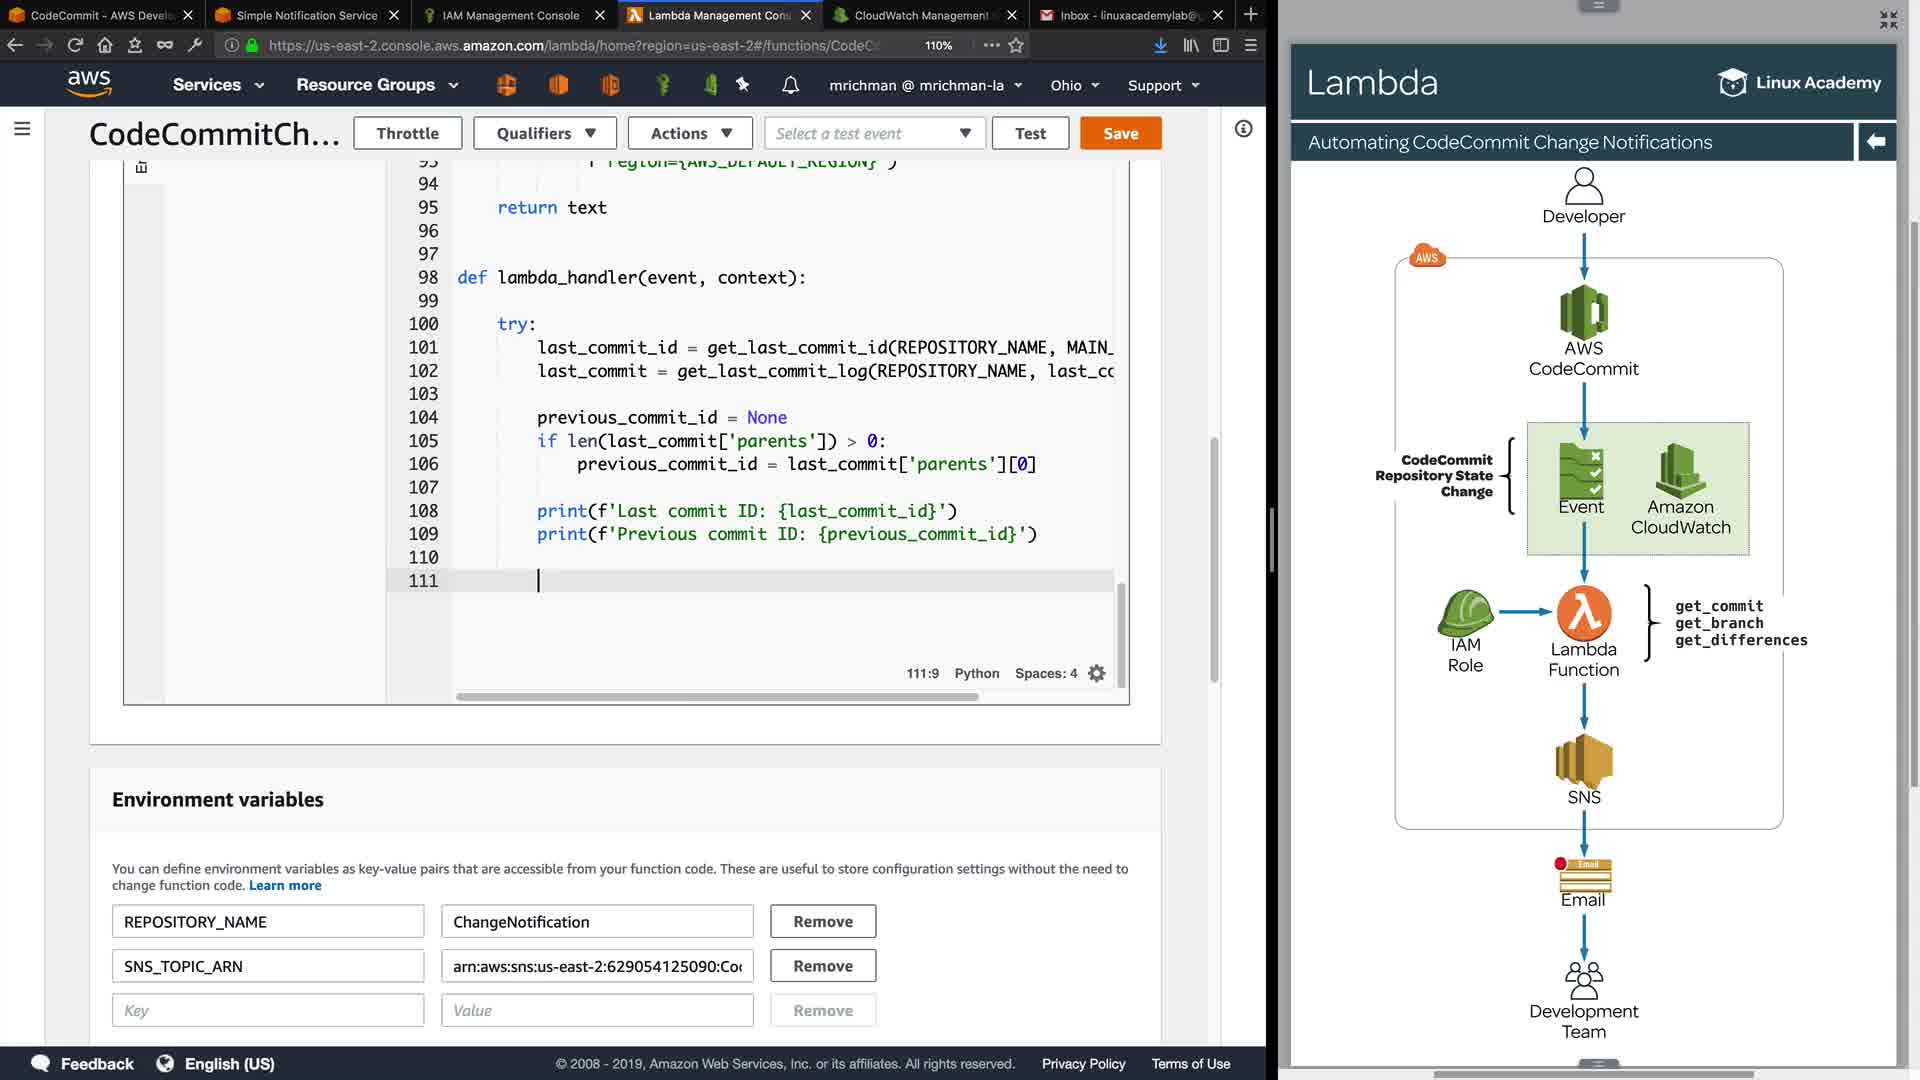 CodeCommit - AWS Develo
Simple Notification Service
IAM Management Console
Lambda Management Con
CloudWatch Management
Inbox - linuxacademylab@g
https://us-east-2.console.aws.amazon.com/lambda/home?region=us-east-2#/functions/CodeCo
110%
aws
Services
Resource Groups
mrichman @ mrichman-la
Ohio
Support
CodeCommitCh...
Throttle
Qualifiers
Actions
Select a test event
Test
Save
93 f'region={AWS_DEFAULT_REGION}')
94
95 return text
96
97
98 def lambda_handler(event, context):
99
100 try:
101 last_commit_id = get_last_commit_id(REPOSITORY_NAME, MAIN_
102 last_commit = get_last_commit_log(REPOSITORY_NAME, last_co
103
104 previous_commit_id = None
105 if len(last_commit['parents']) > 0:
106 previous_commit_id = last_commit['parents'][0]
107
108 print(f'Last commit ID: {last_commit_id}')
109 print(f'Previous commit ID: {previous_commit_id}')
110
111
111:9 Python Spaces: 4
Environment variables
You can define environment variables as key-value pairs that are accessible from your function code. These are useful to store configuration settings without the need to
change function code. Learn more
REPOSITORY_NAME
ChangeNotification
Remove
SNS_TOPIC_ARN
arn:aws:sns:us-east-2:629054125090:Co
Remove
Key
Value
Remove
Feedback
English (US)
© 2008 - 2019, Amazon Web Services, Inc. or its affiliates. All rights reserved.
Privacy Policy
Terms of Use
Lambda
Linux Academy
Automating CodeCommit Change Notifications
Developer
AWS
AWS
CodeCommit
CodeCommit
Repository State
Change
Event
Amazon
CloudWatch
IAM
Role
Lambda
Function
get_commit
get_branch
get_differences
SNS
Email
Email
Development
Team